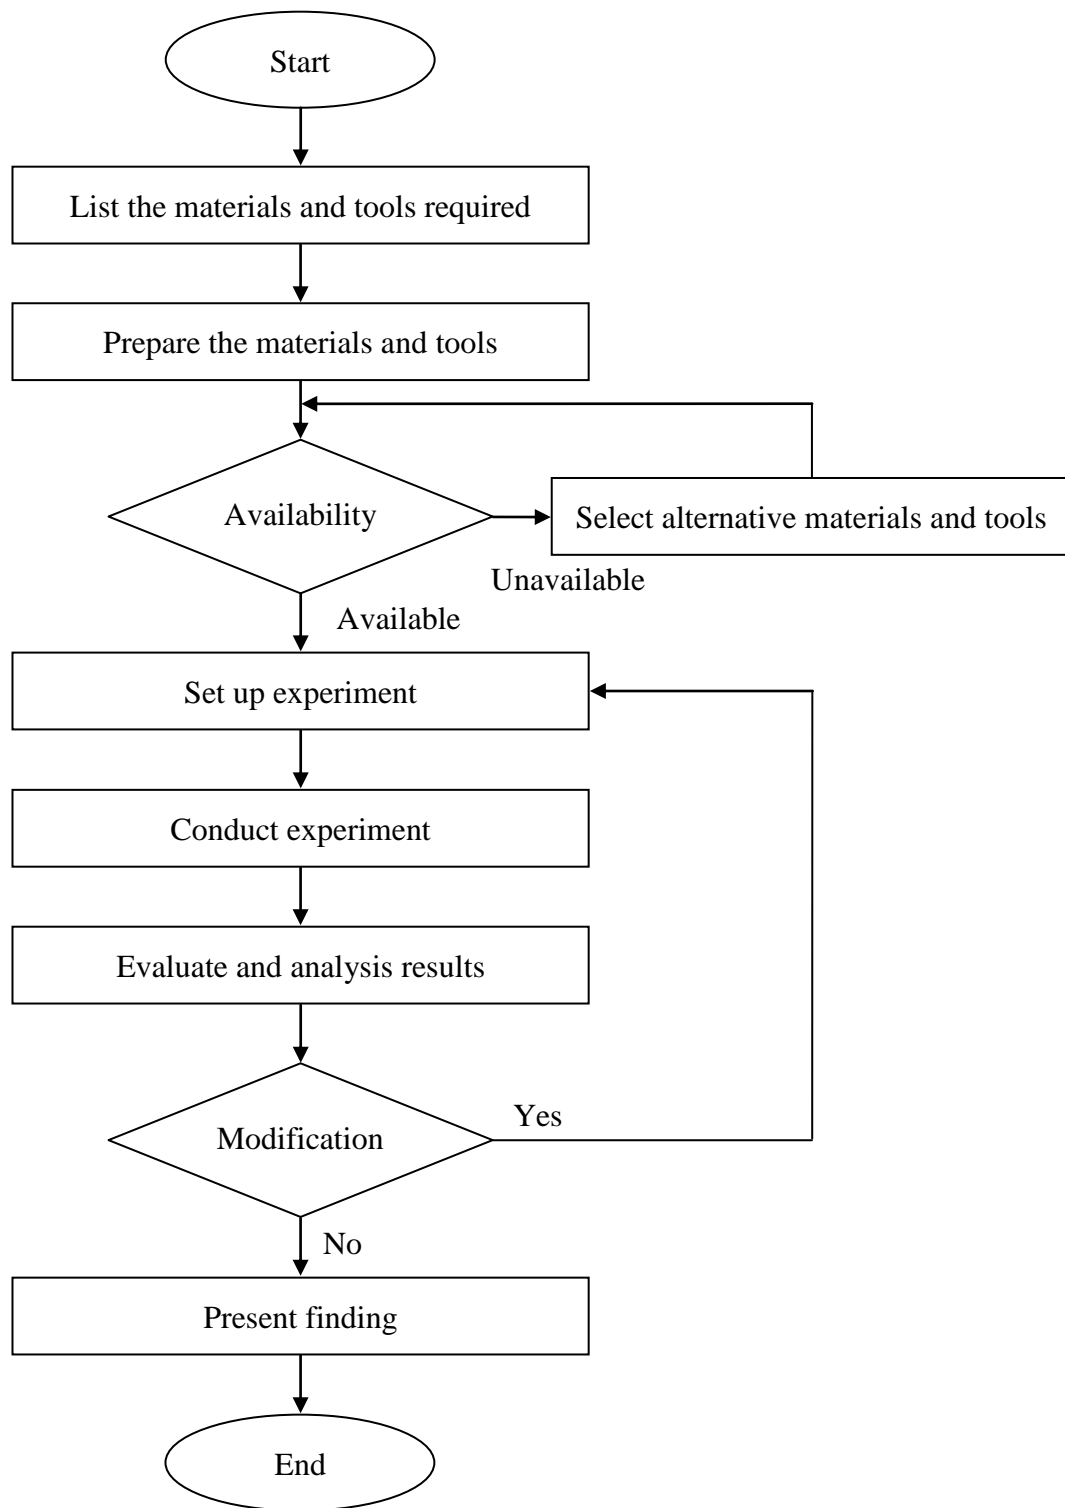 Start
List the materials and tools required
Prepare the materials and tools
Availability
Select alternative materials and tools
Unavailable
Available
Set up experiment
Conduct experiment
Evaluate and analysis results
Yes
Modification
No
Present finding
End